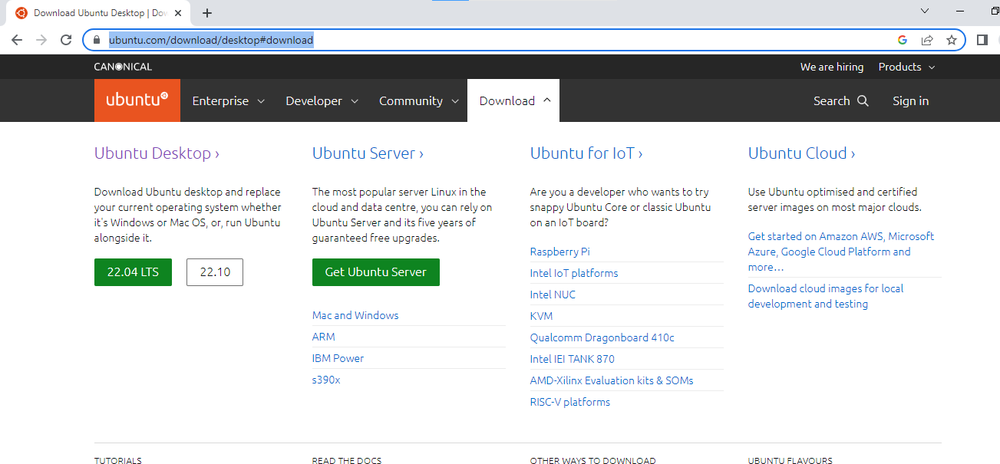 Download Ubuntu Desktop | Dow
ubuntu.com/download/desktop#download
CANONICAL
We are hiring
Products
ubuntu
Enterprise
Developer
Community
Download
Search
Sign in
Ubuntu Desktop ›
Download Ubuntu desktop and replace
your current operating system whether
it's Windows or Mac OS, or, run Ubuntu
alongside it.
22.04 LTS
22.10
Ubuntu Server ›
The most popular server Linux in the
cloud and data centre, you can rely on
Ubuntu Server and its five years of
guaranteed free upgrades.
Get Ubuntu Server
Mac and Windows
ARM
IBM Power
s390x
Ubuntu for IoT ›
Are you a developer who wants to try
snappy Ubuntu Core or classic Ubuntu
on an IoT board?
Raspberry Pi
Intel IoT platforms
Intel NUC
KVM
Qualcomm Dragonboard 410c
Intel IEI TANK 870
AMD-Xilinx Evaluation kits & SOMs
RISC-V platforms
Ubuntu Cloud ›
Use Ubuntu optimised and certified
server images on most major clouds.
Get started on Amazon AWS, Microsoft
Azure, Google Cloud Platform and
more…
Download cloud images for local
development and testing
TUTORIALS
READ THE DOCS
OTHER WAYS TO DOWNLOAD
UBUNTU FLAVOURS